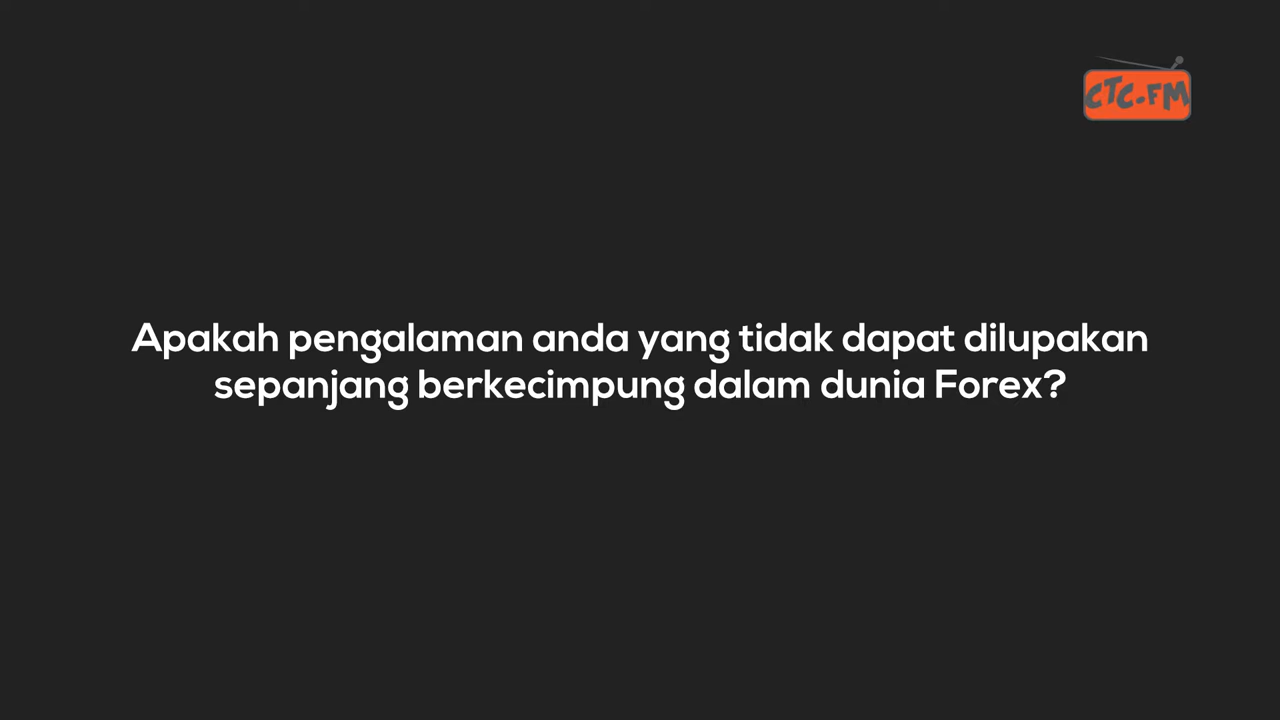 CTC.FM
Apakah pengalaman anda yang tidak dapat dilupakan
sepanjang berkecimpung dalam dunia Forex?